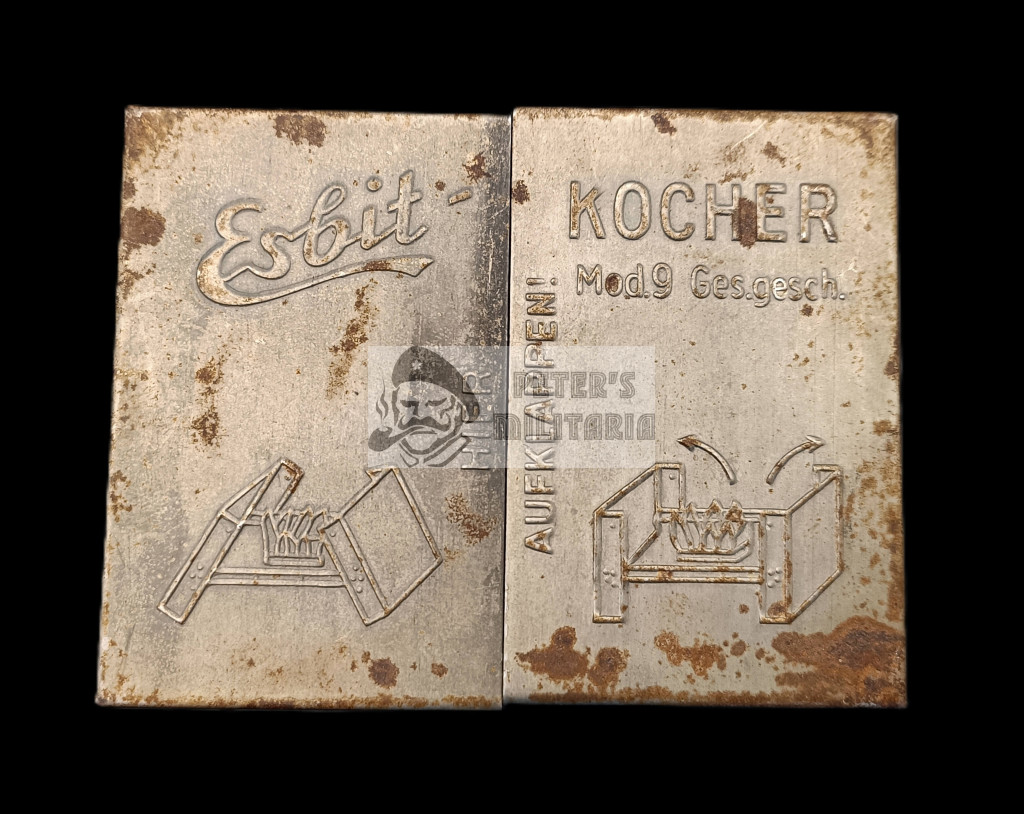 Esbit-
KOCHER
Mod.9 Ges.gesch.
HIER
AUFKLAPPEN!
PETER'S
MILITARIA